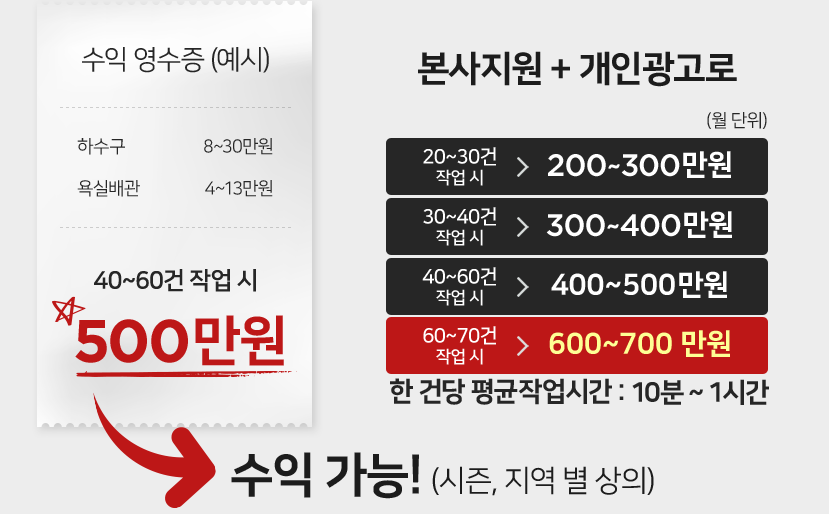 수익 영수증 (예시)
하수구 8~30만원
욕실배관 4~13만원
40~60건 작업 시
500만원
본사지원 + 개인광고로
(월 단위)
20~30건
작업 시
200~300만원
30~40건
작업 시
300~400만원
40~60건
작업 시
400~500만원
60~70건
작업 시
600~700 만원
한 건당 평균작업시간 : 10분 ~ 1시간
수익 가능! (시즌, 지역 별 상의)